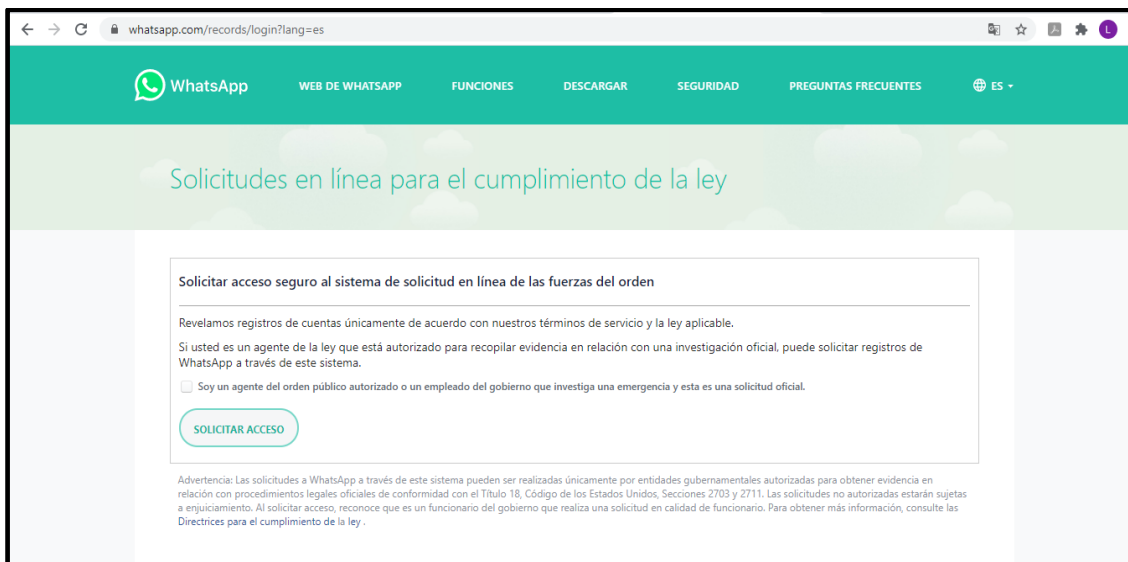 whatsapp.com/records/login?lang=es
L
WhatsApp
WEB DE WHATSAPP
FUNCIONES
DESCARGAR
SEGURIDAD
PREGUNTAS FRECUENTES
ES
Solicitudes en línea para el cumplimiento de la ley
Solicitar acceso seguro al sistema de solicitud en línea de las fuerzas del orden
Revelamos registros de cuentas únicamente de acuerdo con nuestros términos de servicio y la ley aplicable.
Si usted es un agente de la ley que está autorizado para recopilar evidencia en relación con una investigación oficial, puede solicitar registros de
WhatsApp a través de este sistema.
Soy un agente del orden público autorizado o un empleado del gobierno que investiga una emergencia y esta es una solicitud oficial.
SOLICITAR ACCESO
Advertencia: Las solicitudes a WhatsApp a través de este sistema pueden ser realizadas únicamente por entidades gubernamentales autorizadas para obtener evidencia en
relación con procedimientos legales oficiales de conformidad con el Título 18, Código de los Estados Unidos, Secciones 2703 y 2711. Las solicitudes no autorizadas estarán sujetas
a enjuiciamiento. Al solicitar acceso, reconoce que es un funcionario del gobierno que realiza una solicitud en calidad de funcionario. Para obtener más información, consulte las
Directrices para el cumplimiento de la ley .